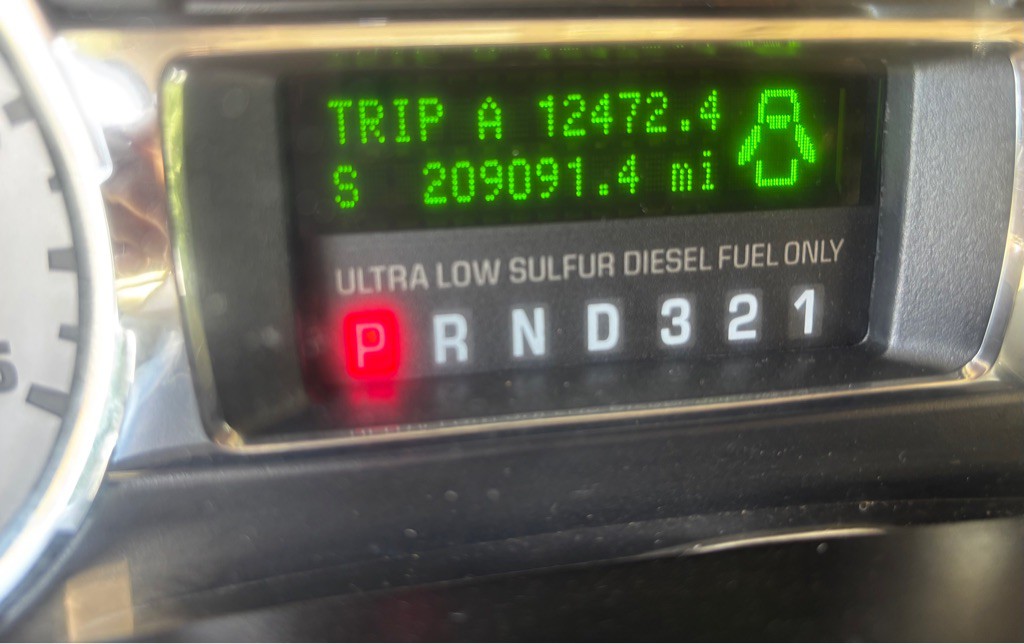 TRIP A 12472.4
S 209091.4 mi
ULTRA LOW SULFUR DIESEL FUEL ONLY
P R N D 3 2 1